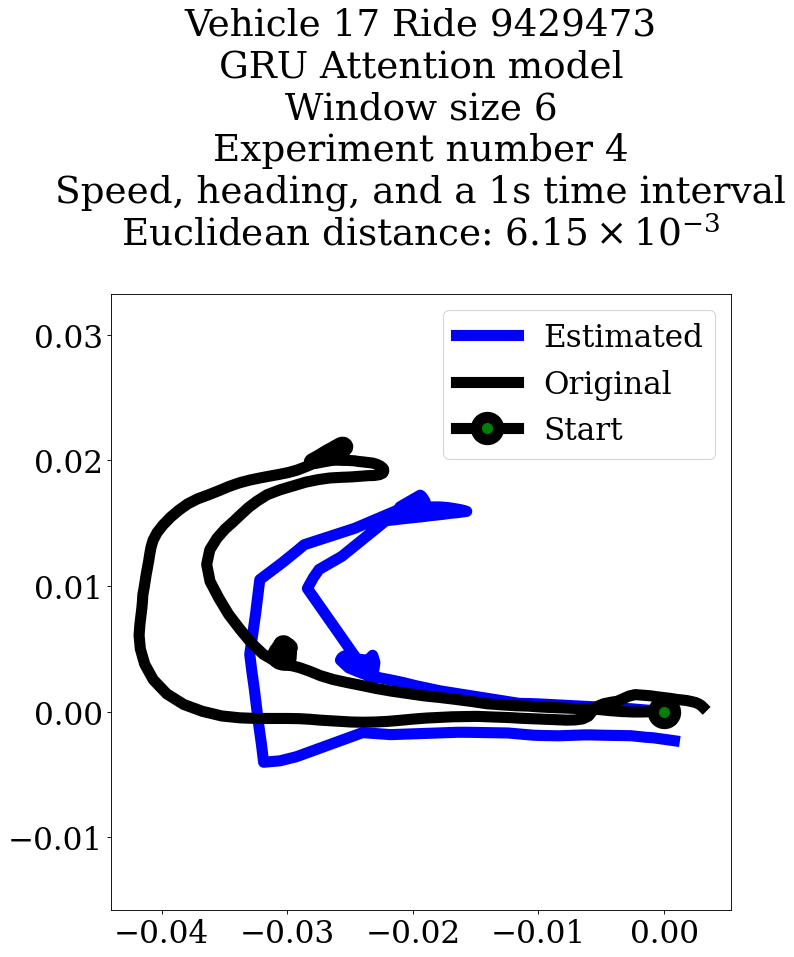 Vehicle 17 Ride 9429473
GRU Attention model
Window size 6
Experiment number 4
Speed, heading, and a 1s time interval
Euclidean distance: 6.15 × 10⁻³
Estimated
Original
Start
0.03
0.02
0.01
0.00
−0.01
−0.04 −0.03 −0.02 −0.01 0.00